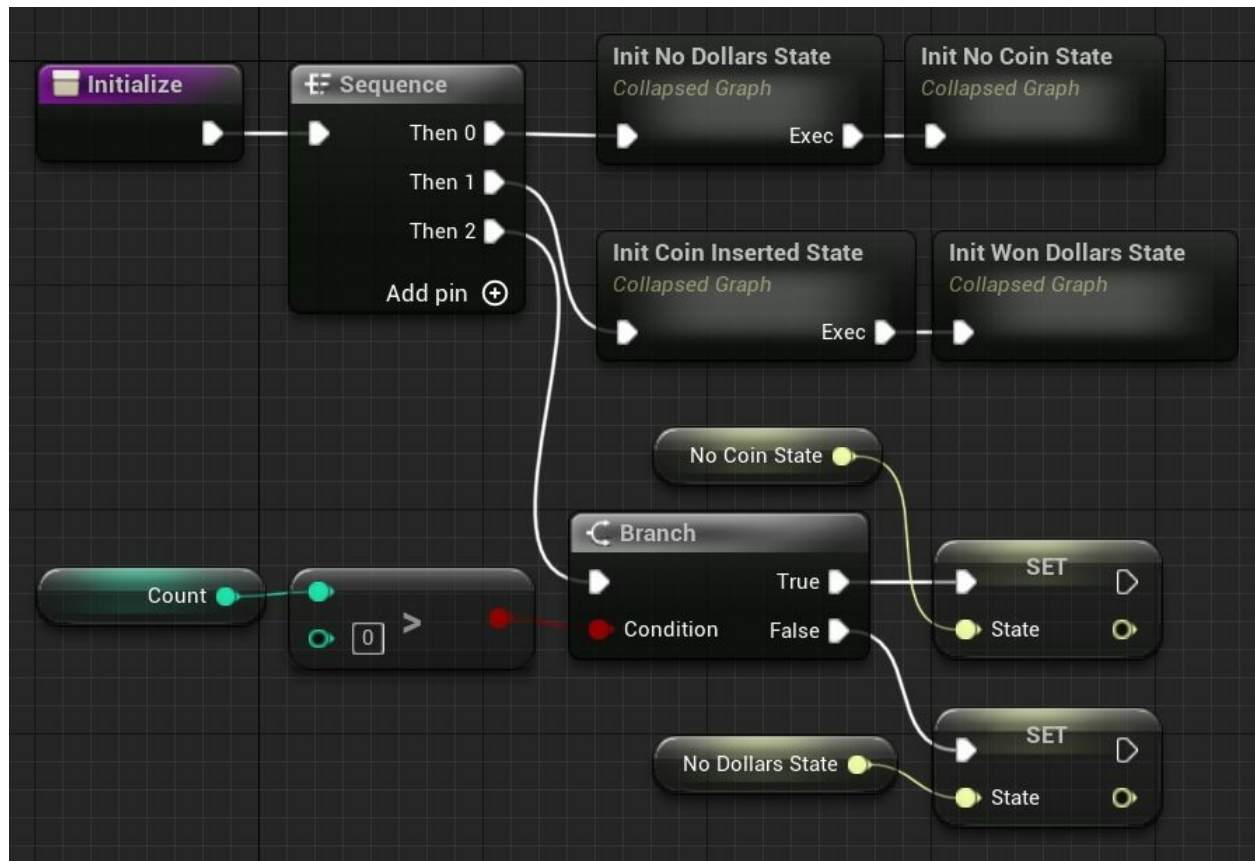 Initialize
Sequence
Then 0
Then 1
Then 2
Add pin
Init No Dollars State
Collapsed Graph
Exec
Init No Coin State
Collapsed Graph
Init Coin Inserted State
Collapsed Graph
Exec
Init Won Dollars State
Collapsed Graph
No Coin State
Count
0
>
Branch
True
Condition
False
SET
State
No Dollars State
SET
State